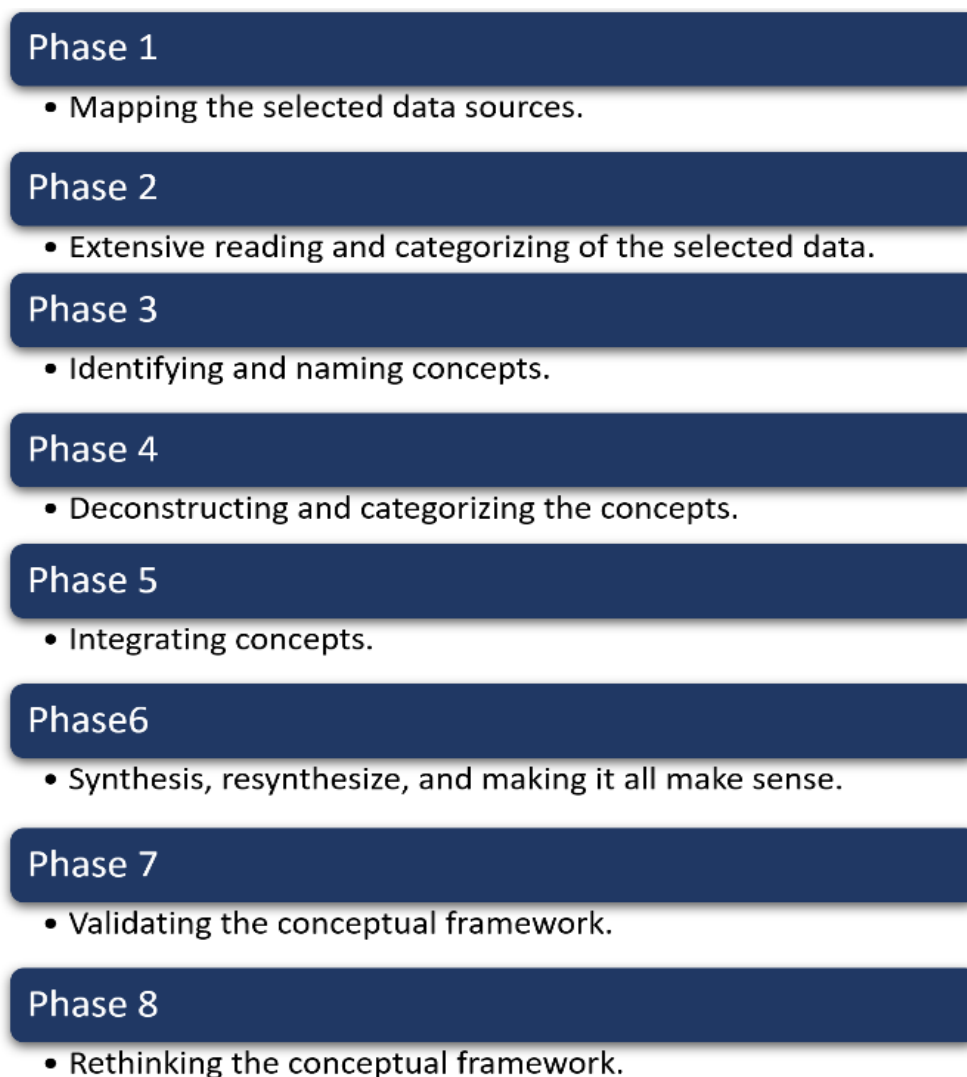 Phase 1
• Mapping the selected data sources.
Phase 2
• Extensive reading and categorizing of the selected data.
Phase 3
• Identifying and naming concepts.
Phase 4
• Deconstructing and categorizing the concepts.
Phase 5
• Integrating concepts.
Phase6
• Synthesis, resynthesize, and making it all make sense.
Phase 7
• Validating the conceptual framework.
Phase 8
• Rethinking the conceptual framework.